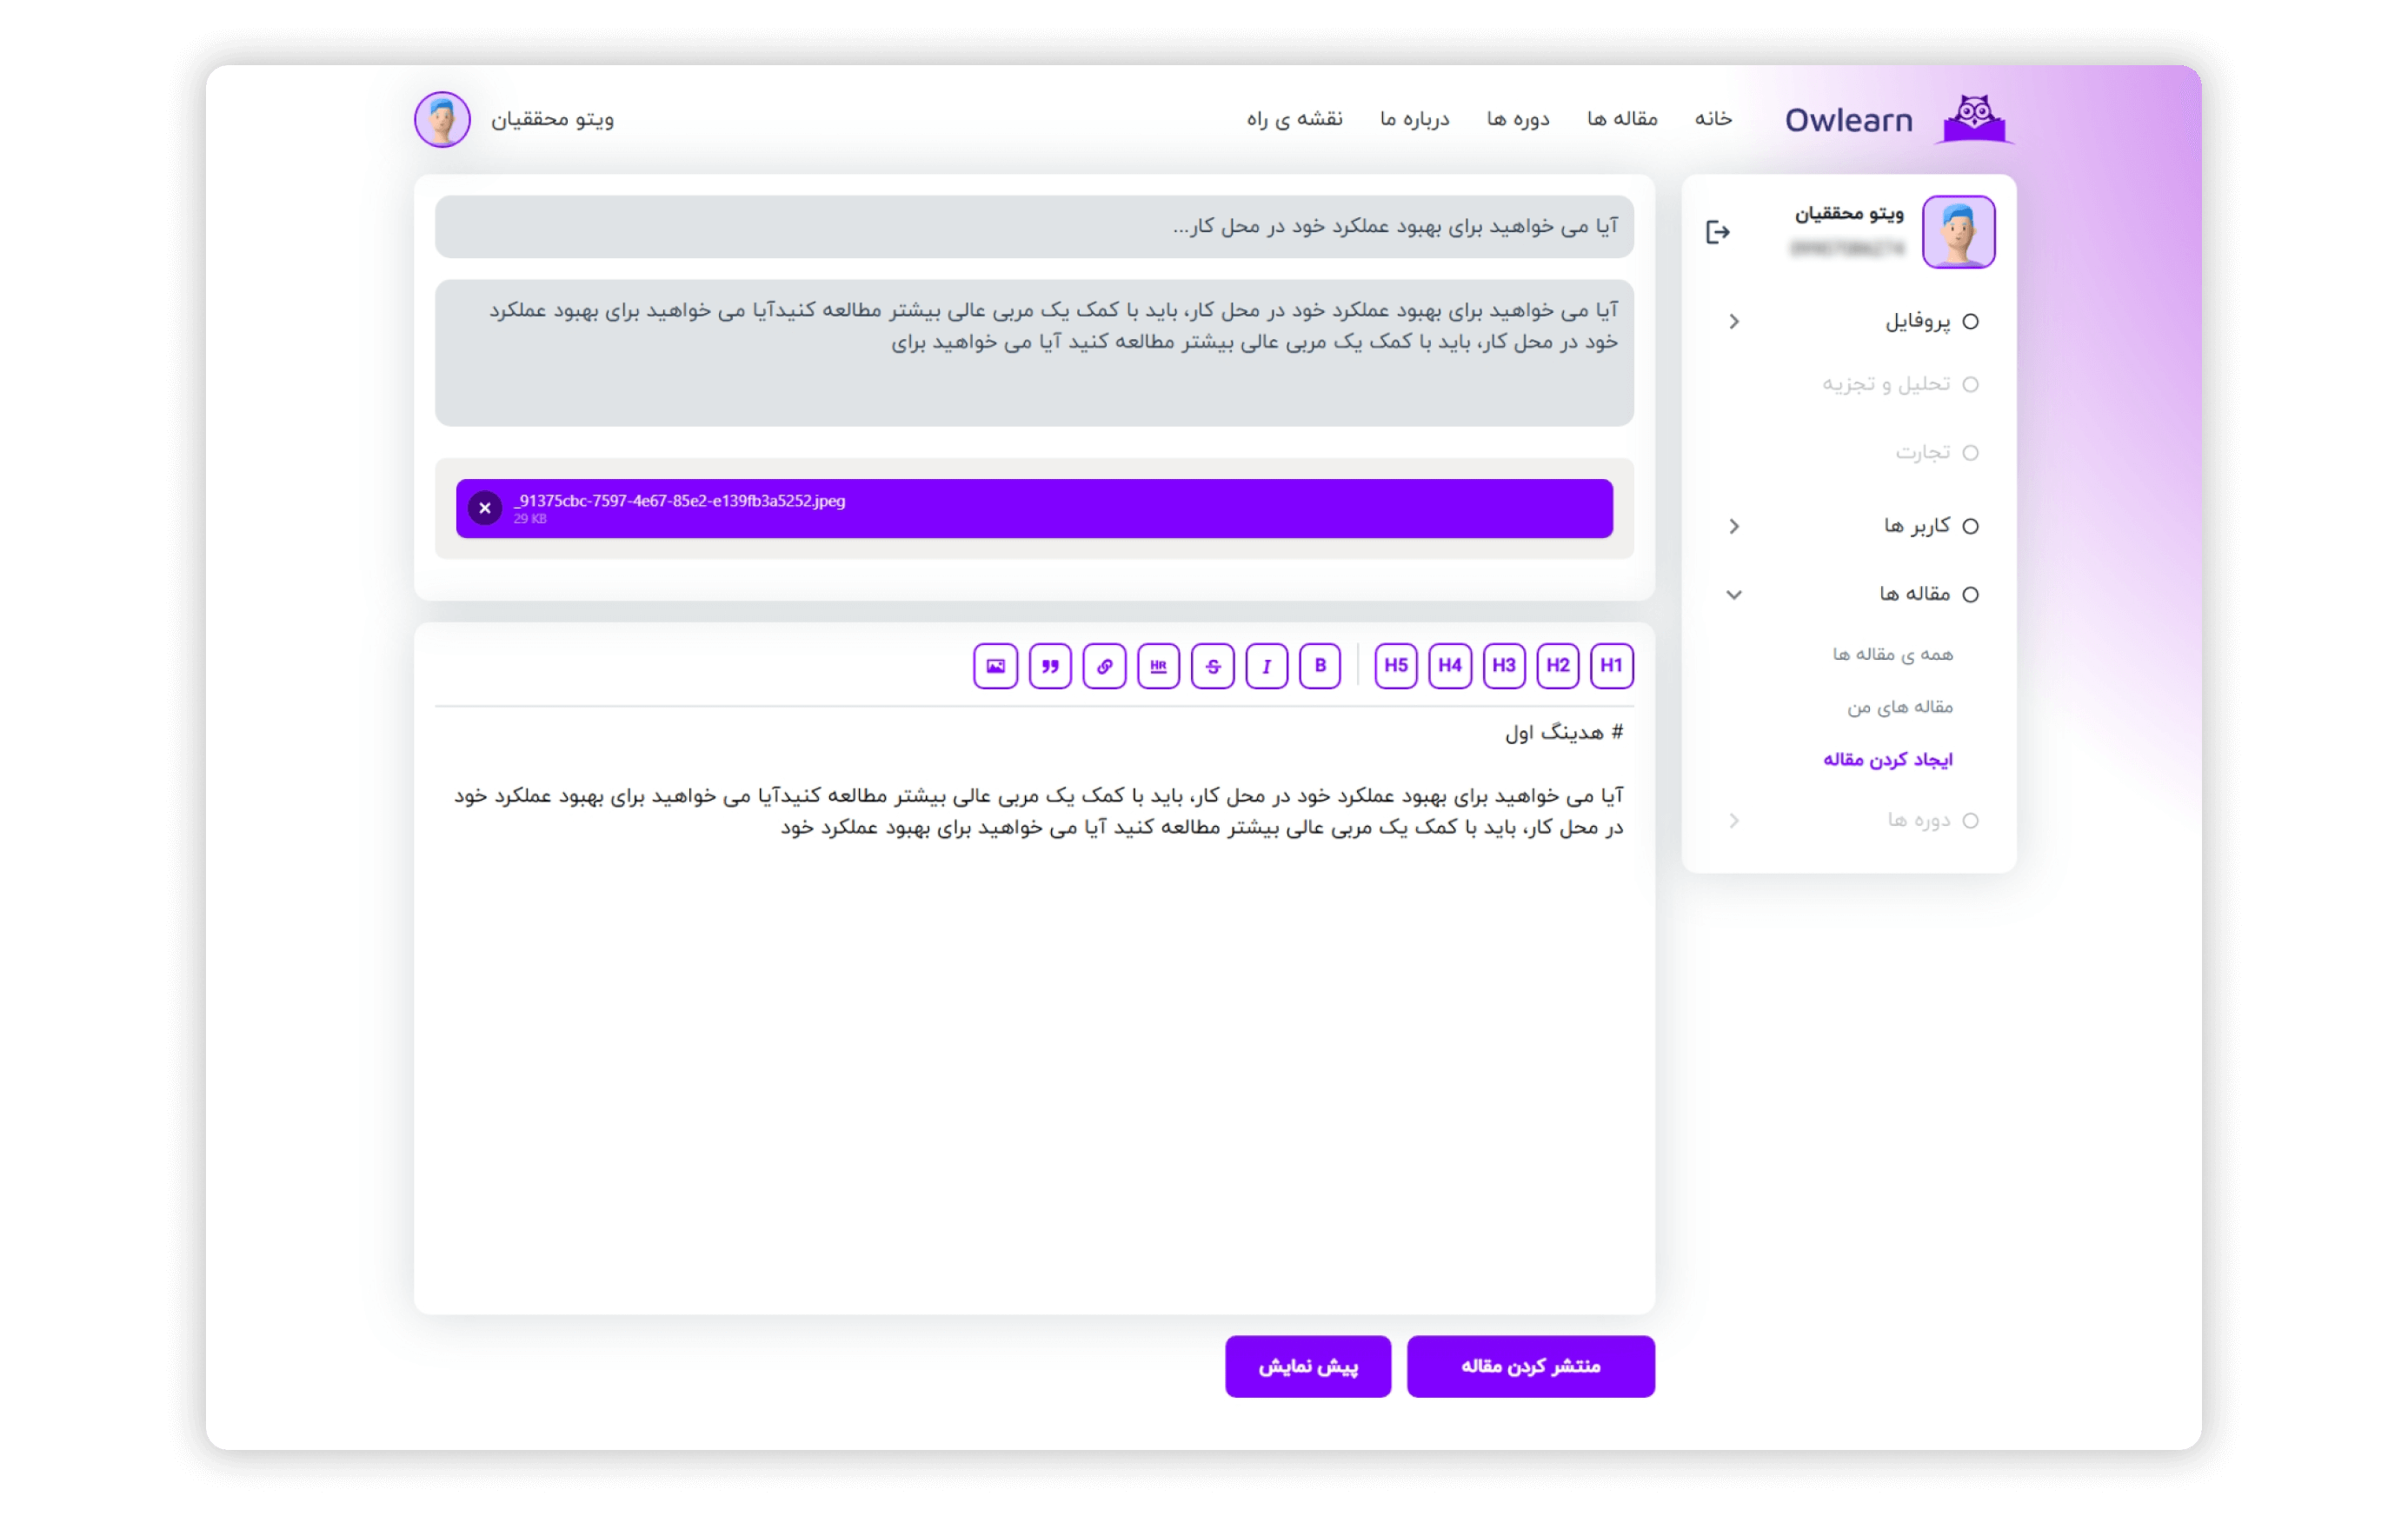 Owlearn
خانه
مقاله ها
دوره ها
درباره ما
نقشه ی راه
ویتو محققیان
ویتو محققیان
پروفایل
تحلیل و تجزیه
تجارت
کاربر ها
مقاله ها
همه ی مقاله ها
مقاله های من
ایجاد کردن مقاله
دوره ها
آیا می خواهید برای بهبود عملکرد خود در محل کار...
آیا می خواهید برای بهبود عملکرد خود در محل کار، باید با کمک یک مربی عالی بیشتر مطالعه کنیدآیا می خواهید برای بهبود عملکرد
خود در محل کار، باید با کمک یک مربی عالی بیشتر مطالعه کنید آیا می خواهید برای
_91375cbc-7597-4e67-85e2-e139fb3a5252.jpeg
29 KB
H1 H2 H3 H4 H5 B I S HR
# هدینگ اول
آیا می خواهید برای بهبود عملکرد خود در محل کار، باید با کمک یک مربی عالی بیشتر مطالعه کنیدآیا می خواهید برای بهبود عملکرد خود
در محل کار، باید با کمک یک مربی عالی بیشتر مطالعه کنید آیا می خواهید برای بهبود عملکرد خود
منتشر کردن مقاله
پیش نمایش